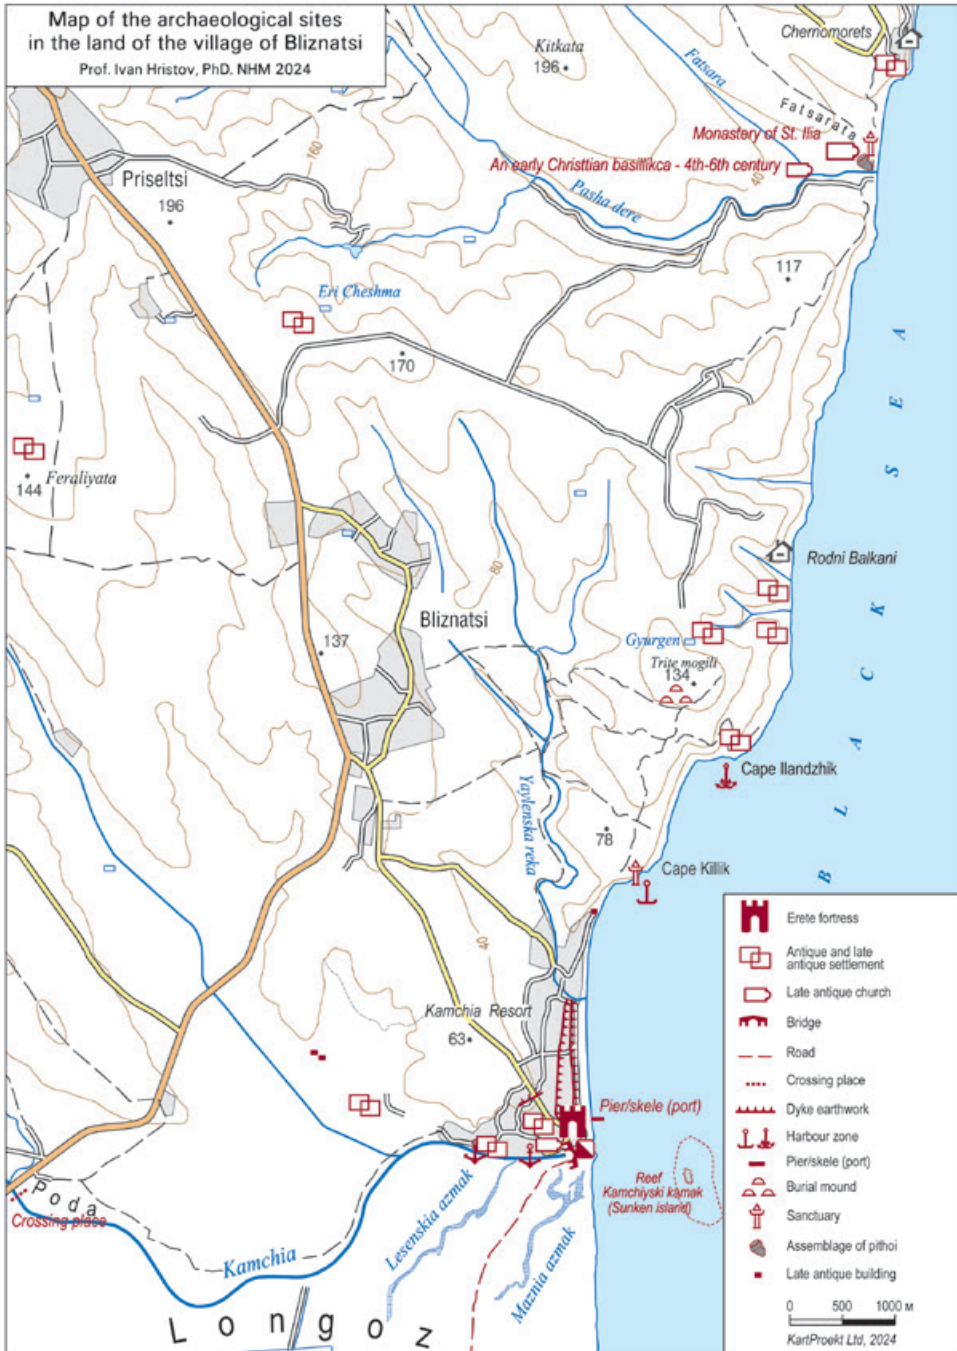 Map of the archaeological sites
in the land of the village of Bliznatsi
Prof. Ivan Hristov, PhD. NHM 2024
Chernomorets
Kitkata
196
Fatsara
Fatsarata
Monastery of St. Ilia
An early Christtian basillikca - 4th-6th century
160
40
Priseltsi
196
Pasha dere
117
Eri Cheshma
170
BLACK SEA
Feraliyata
144
80
Rodni Balkani
Bliznatsi
Gyurgen
Trite mogili
134
137
Cape Ilandzhik
Yaylenska reka
78
Cape Killik
40
Kamchia Resort
63
Pier/skele (port)
Reef
Kamchiyski kamak
(Sunken island)
Poda
Crossing place
Kamchia
Lesenskia azmak
Maznia azmak
Longoz
Erete fortress
Antique and late
antique settlement
Late antique church
Bridge
Road
Crossing place
Dyke earthwork
Harbour zone
Pier/skele (port)
Burial mound
Sanctuary
Assemblage of pithoi
Late antique building
0 500 1000 м
KartProekt Ltd, 2024